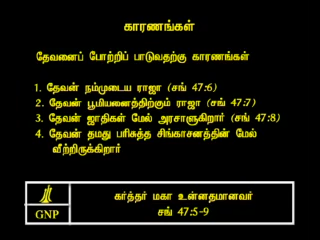 காரணங்கள்
தேவனைப் போற்றிப் பாடுவதற்கு காரணங்கள்
1. தேவன் நம்முடைய ராஜா (சங் 47:6)
2. தேவன் பூமியனைத்திற்கும் ராஜா (சங் 47:7)
3. தேவன் ஜாதிகள் மேல் அரசாளுகிறார் (சங் 47:8)
4. தேவன் தமது பரிசுத்த சிங்காசனத்தின் மேல்
வீற்றிருக்கிறார்
GNP
கர்த்தர் மகா உன்னதமானவர்
சங் 47:5-9